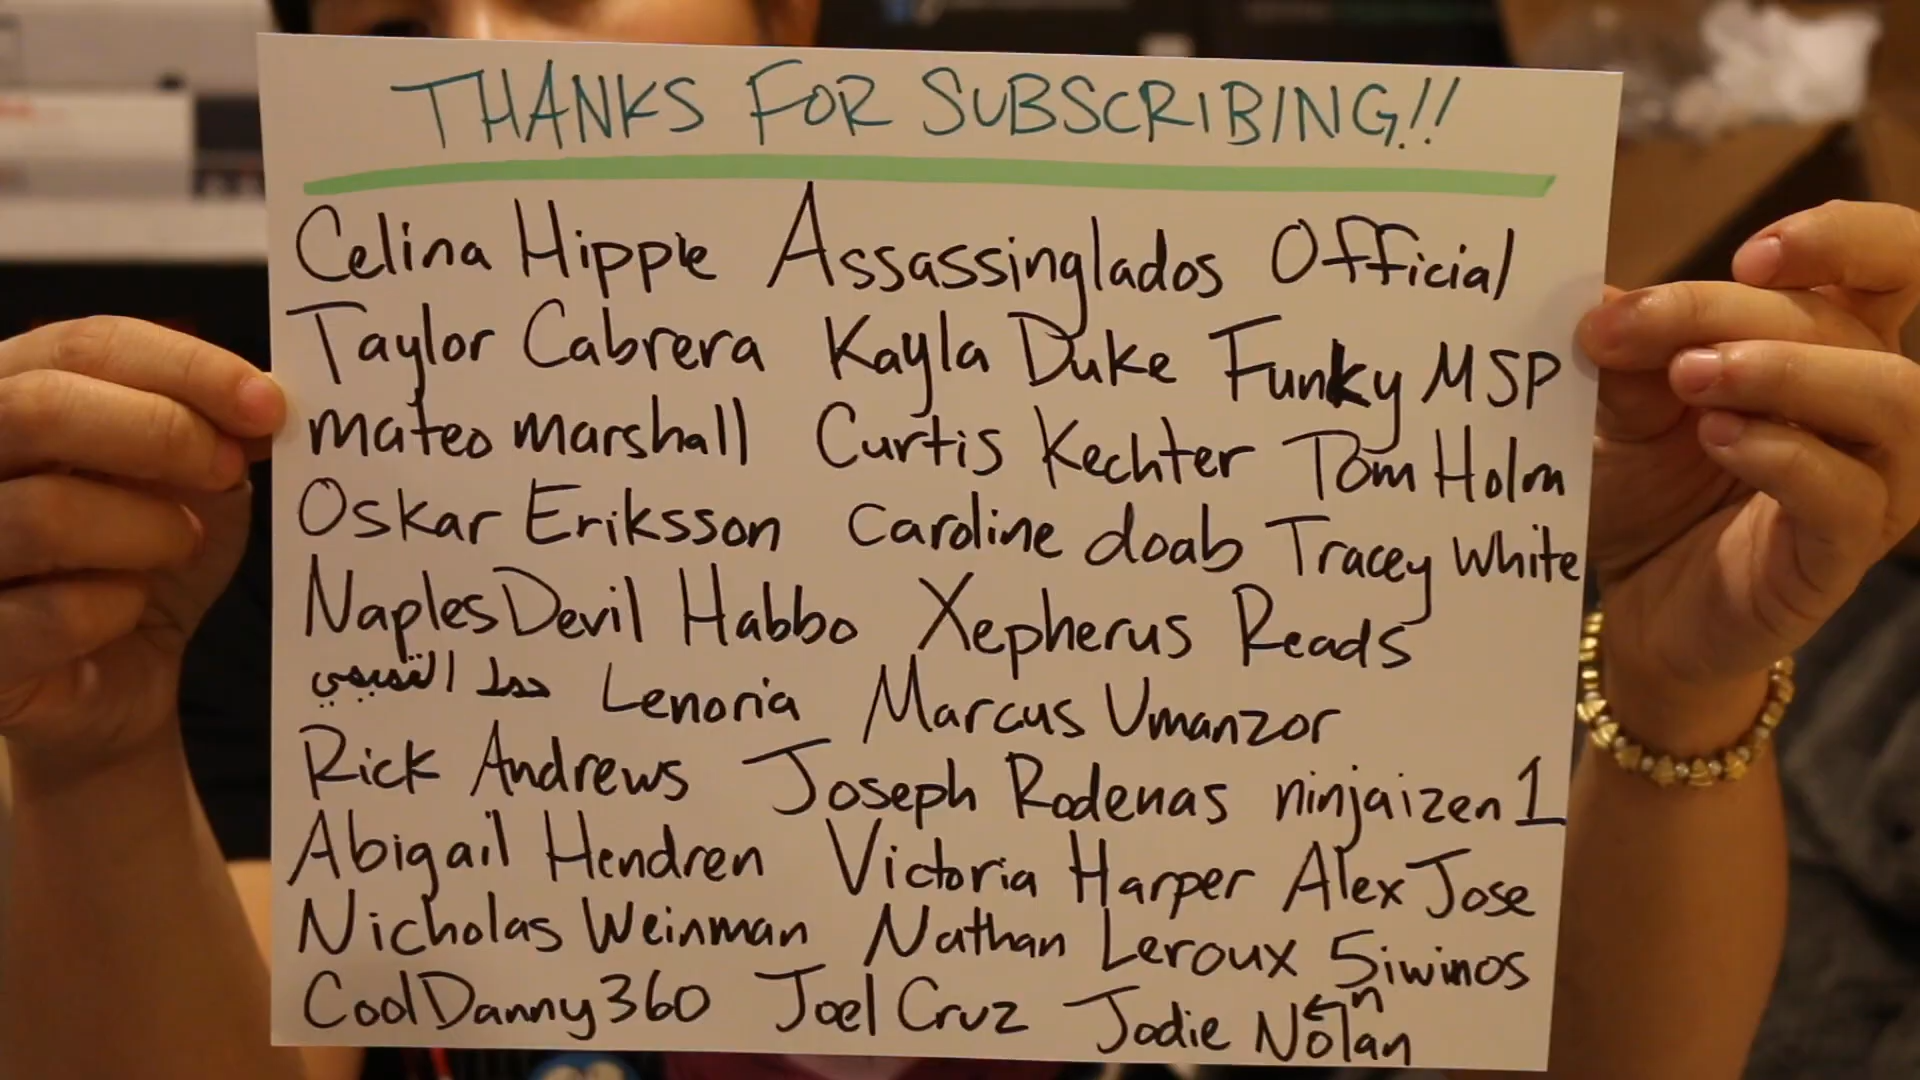 THANKS FOR SUBSCRIBING!!
Celina Hippie Assassinglados Official
Taylor Cabrera Kayla Duke Funky MSP
mateo marshall Curtis Kechter Tom Holm
Oskar Eriksson Caroline doab Tracey White
NaplesDevil Habbo Xepherus Reads
Lenoria Marcus Umanzor
Rick Andrews Joseph Rodenas ninjaizen1
Abigail Hendren Victoria Harper Alex Jose
Nicholas Weinman Nathan Leroux Siwinos
CoolDanny360 Joel Cruz Jodie Nolan